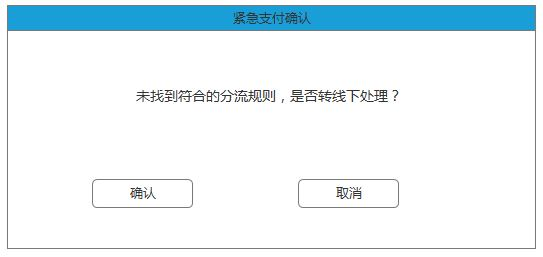 紧急支付确认
未找到符合的分流规则，是否转线下处理？
确认
取消